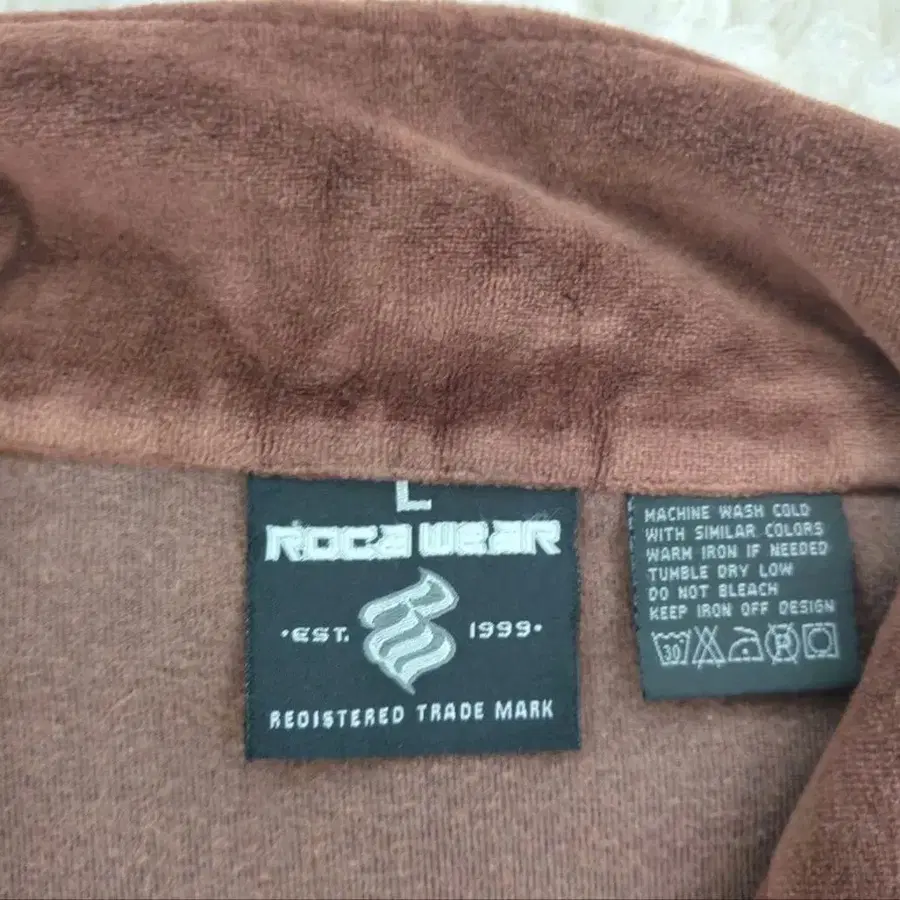 L
ROCA WEAR
·EST. 1999·
REGISTERED TRADE MARK
MACHINE WASH COLD
WITH SIMILAR COLORS
WARM IRON IF NEEDED
TUMBLE DRY LOW
DO NOT BLEACH
KEEP IRON OFF DESIGN
30 P